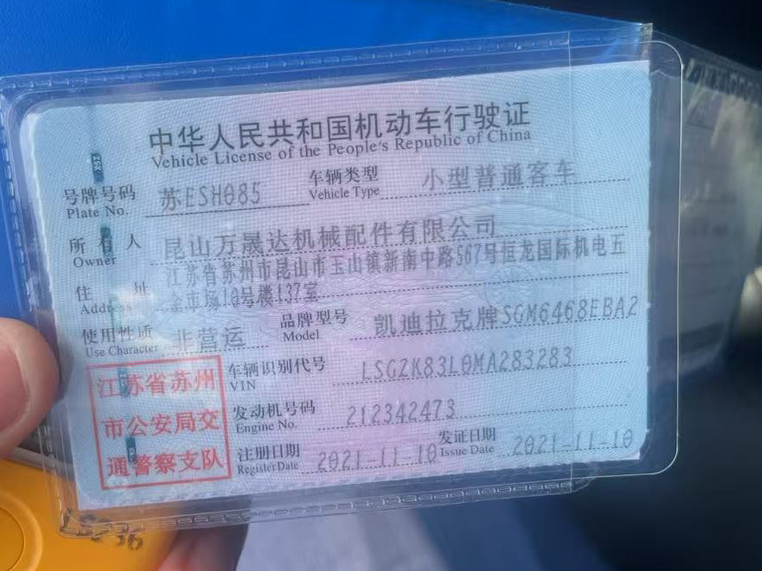 中华人民共和国机动车行驶证
Vehicle License of the People's Republic of China
号牌号码 苏ESH085 车辆类型 小型普通客车
Plate No. Vehicle Type
所有人 昆山万晟达机械配件有限公司
Owner
住址 江苏省苏州市昆山市玉山镇新南中路567号恒龙国际机电五
Address 金市场10号楼137室
使用性质 非营运 品牌型号 凯迪拉克牌SGM6468EBA2
Use Character Model
江苏省苏州
市公安局交
通警察支队
车辆识别代号 LSGZK83L0MA283283
VIN
发动机号码 212342473
Engine No.
注册日期 2021-11-10 发证日期 2021-11-10
Register Date Issue Date